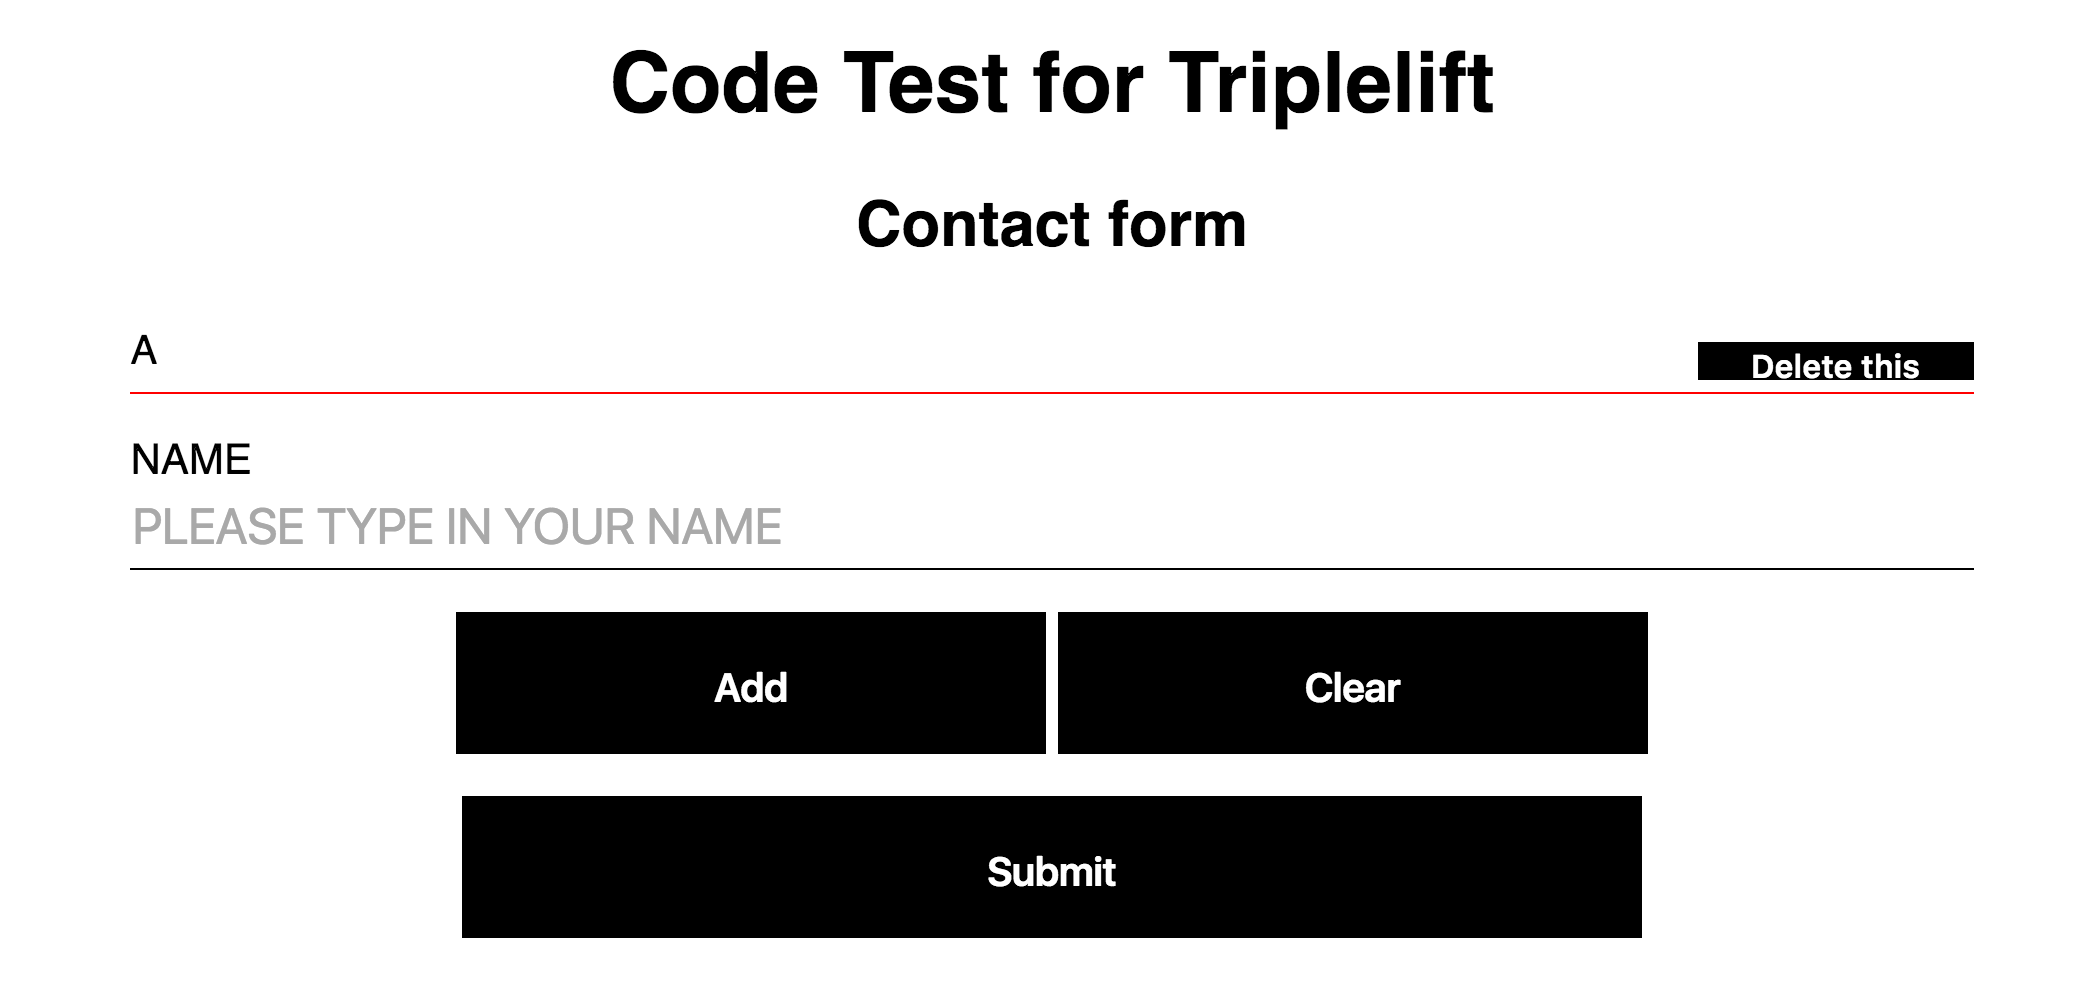 Code Test for Triplelift
Contact form
A
Delete this
NAME
PLEASE TYPE IN YOUR NAME
Add
Clear
Submit